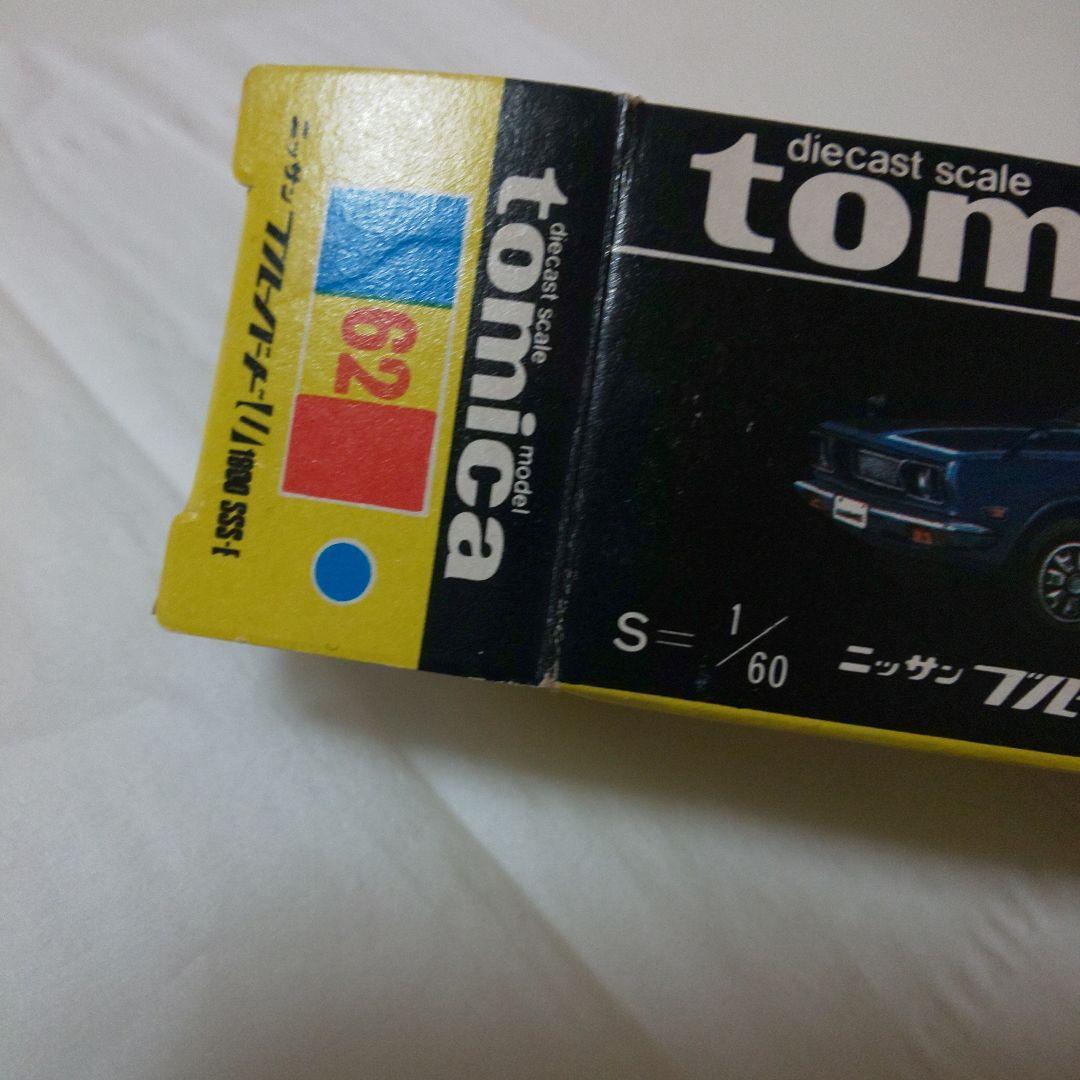 diecast scale model
tomica
62
ニッサン ブルーバードU 1800 SSS-E
diecast scale
tom
S= 1/60
ニッサン ブル